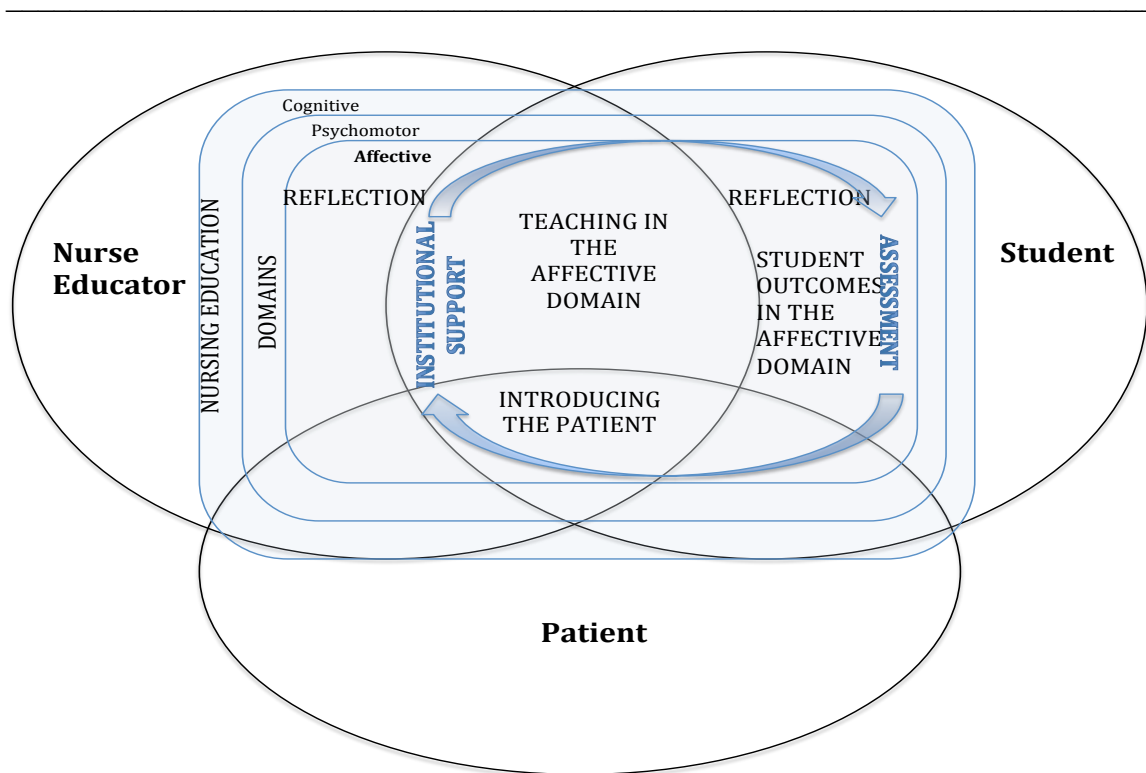 Cognitive
Psychomotor
Affective
REFLECTION
REFLECTION
TEACHING IN
THE
AFFECTIVE
DOMAIN
Nurse
Educator
NURSING EDUCATION
DOMAINS
INSTITUTIONAL
SUPPORT
STUDENT
OUTCOMES
IN THE
AFFECTIVE
DOMAIN
ASSESSMENT
Student
INTRODUCING
THE PATIENT
Patient